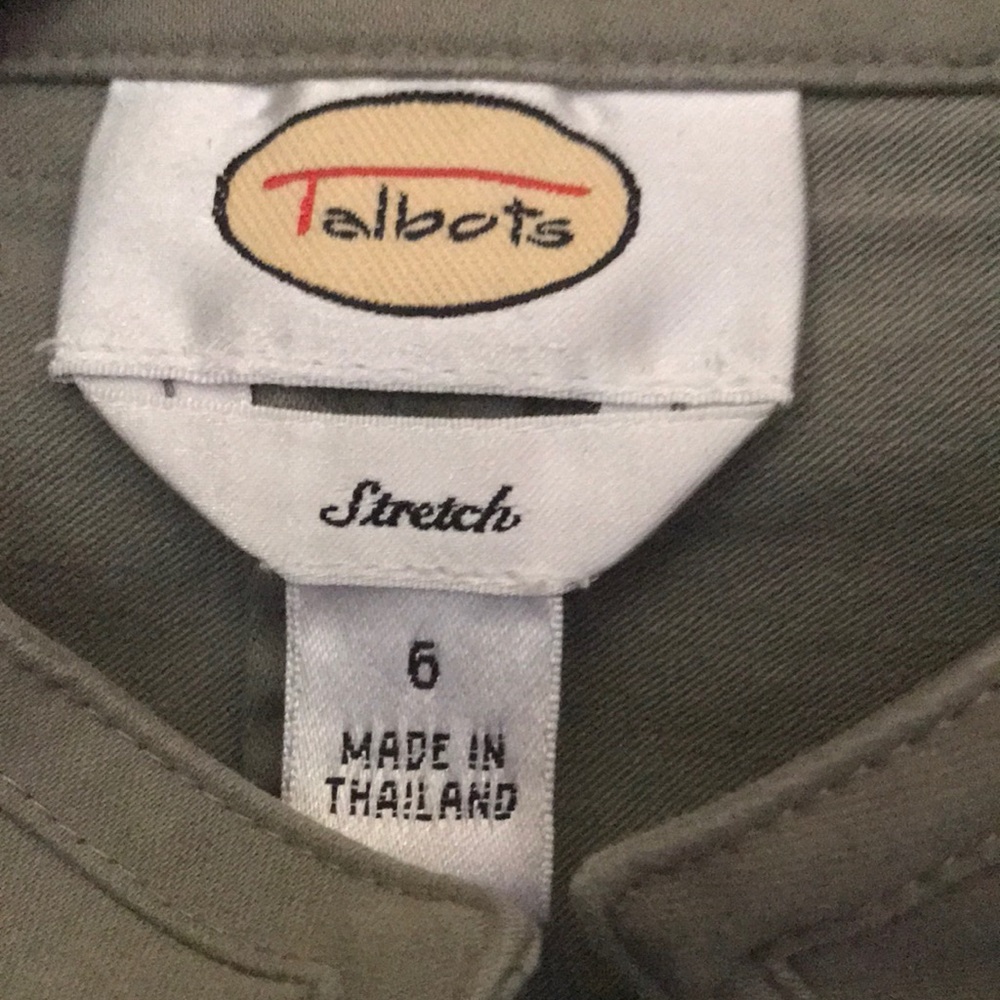 Talbots
Stretch
6
MADE IN
THAILAND